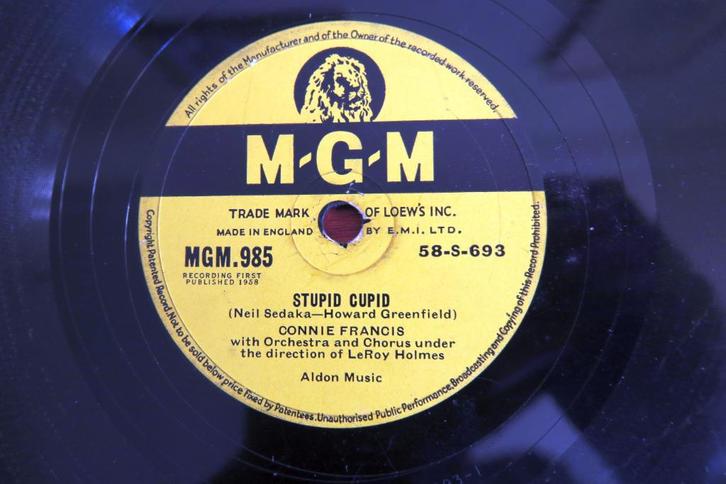 All rights of the Manufacturer and of the Owner of the recorded work reserved.
M-G-M
TRADE MARK OF LOEW'S INC.
MADE IN ENGLAND BY E.M.I. LTD.
MGM.985 58-S-693
RECORDING FIRST
PUBLISHED 1958
STUPID CUPID
(Neil Sedaka—Howard Greenfield)
CONNIE FRANCIS
with Orchestra and Chorus under
the direction of LeRoy Holmes
Aldon Music
Copyright Patented Record. Not to be sold below price fixed by Patentees. Unauthorised Public Performance, Broadcasting and Copying of this Record Prohibited.